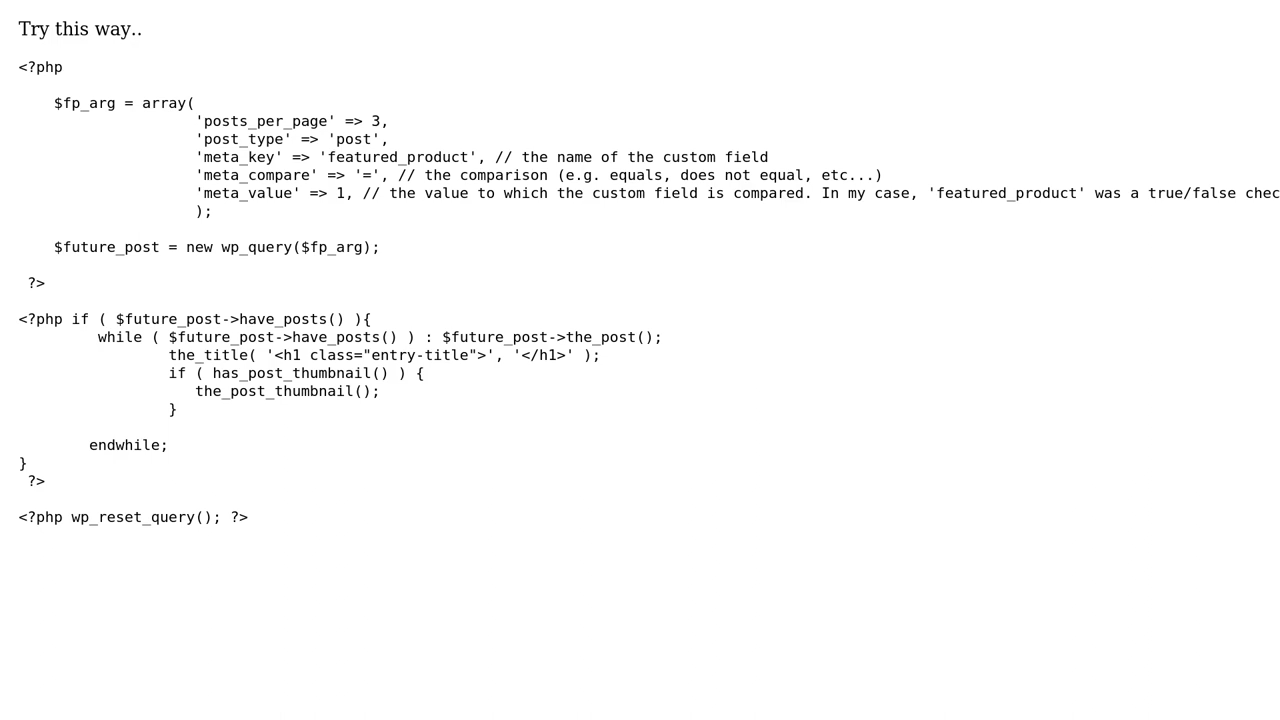 Try this way..
<?php
$fp_arg = array(
'posts_per_page' => 3,
'post_type' => 'post',
'meta_key' => 'featured_product', // the name of the custom field
'meta_compare' => '=', // the comparison (e.g. equals, does not equal, etc...)
'meta_value' => 1, // the value to which the custom field is compared. In my case, 'featured_product' was a true/false chec
);
$future_post = new wp_query($fp_arg);
?>
<?php if ( $future_post->have_posts() ){
while ( $future_post->have_posts() ) : $future_post->the_post();
the_title( '<h1 class="entry-title">', '</h1>' );
if ( has_post_thumbnail() ) {
the_post_thumbnail();
}
endwhile;
}
?>
<?php wp_reset_query(); ?>